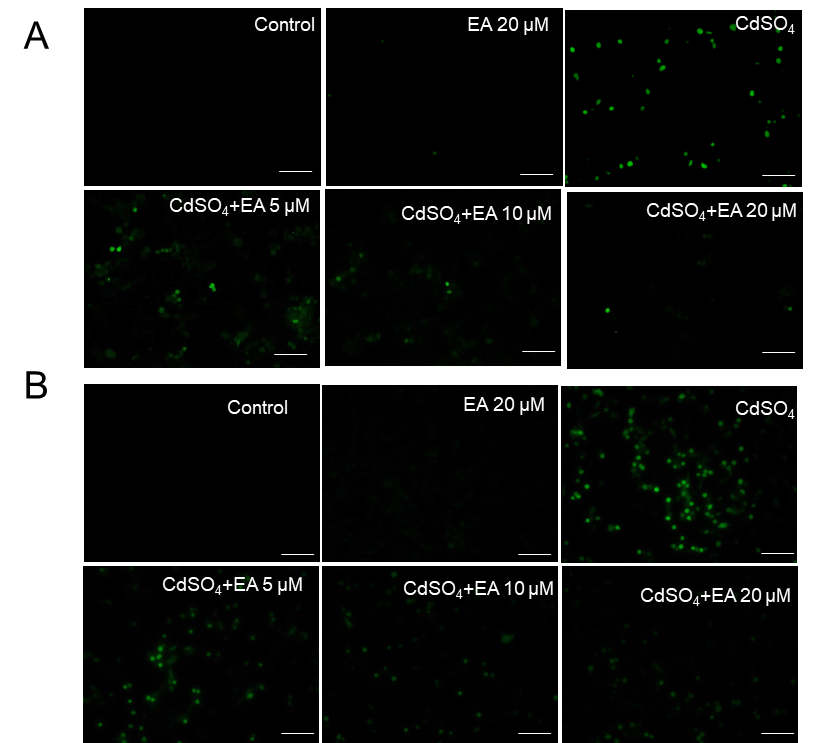 A
Control
EA 20 µM
CdSO₄
CdSO₄+EA 5 µM
CdSO₄+EA 10 µM
CdSO₄+EA 20 µM
B
Control
EA 20 µM
CdSO₄
CdSO₄+EA 5 µM
CdSO₄+EA 10 µM
CdSO₄+EA 20 µM